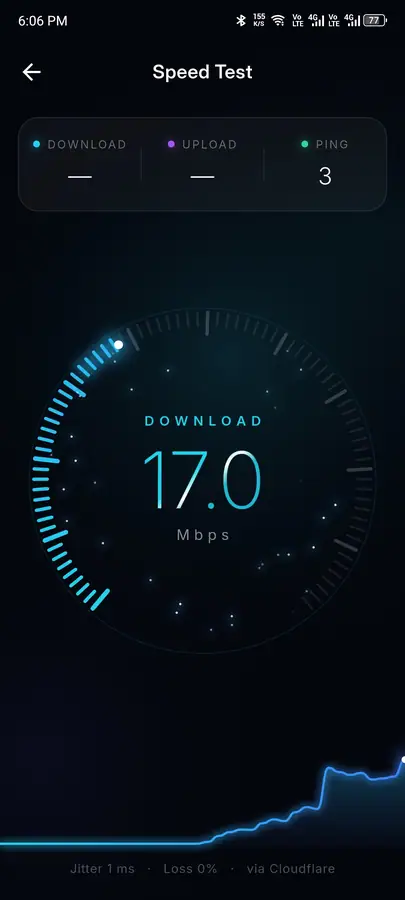 6:06 PM 155 K/S Vo LTE 4G Vo LTE 4G 77
Speed Test
DOWNLOAD UPLOAD PING
— — 3
DOWNLOAD
17.0
Mbps
Jitter 1 ms · Loss 0% · via Cloudflare